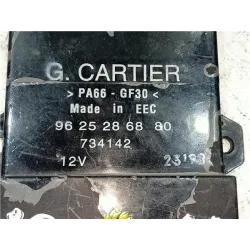 G. CARTIER
> PA66 - GF30 <
Made in EEC
96 25 28 68 80
734142
12V